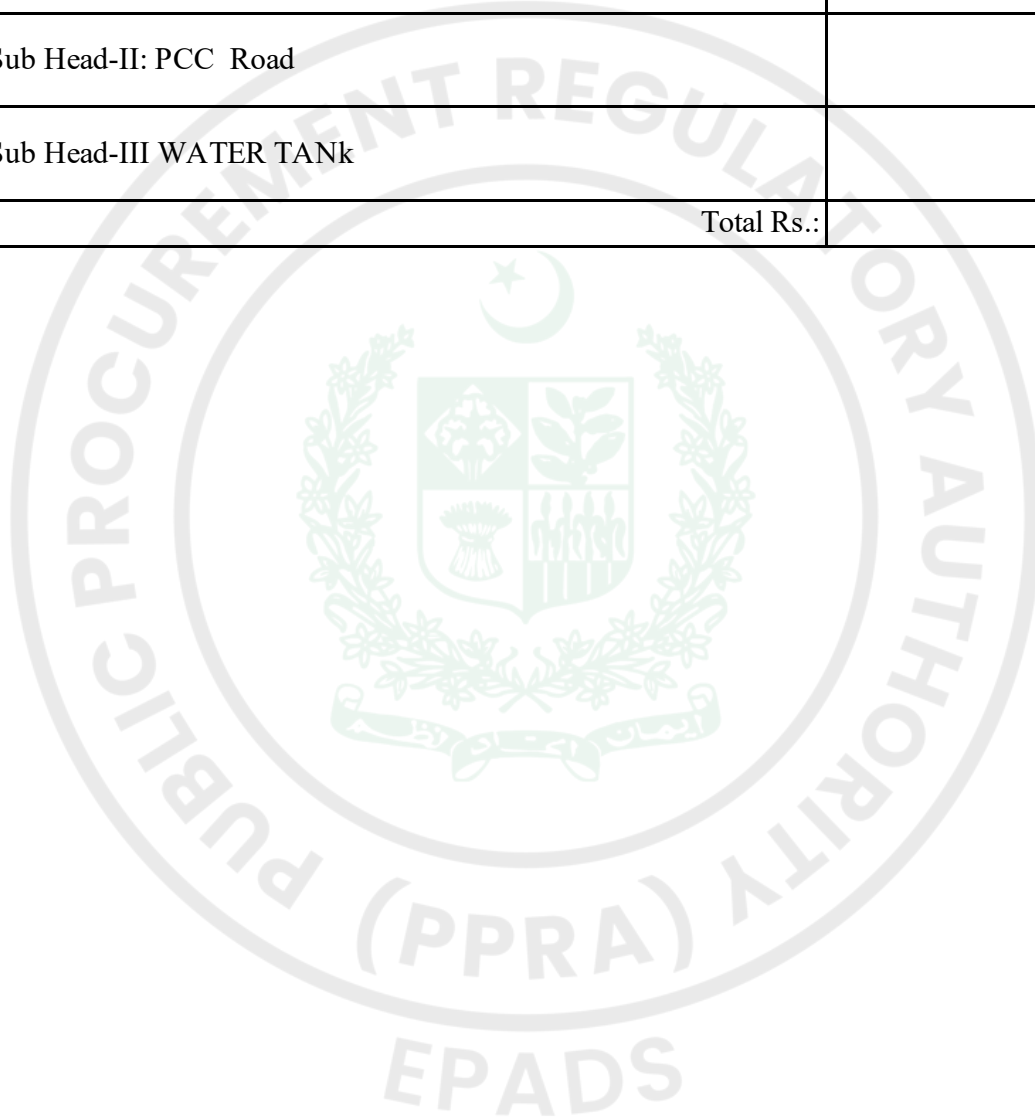 Sub Head-II: PCC Road
Sub Head-III WATER TANk
Total Rs.:
PUBLIC PROCUREMENT REGULATORY AUTHORITY
(PPRA)
EPADS